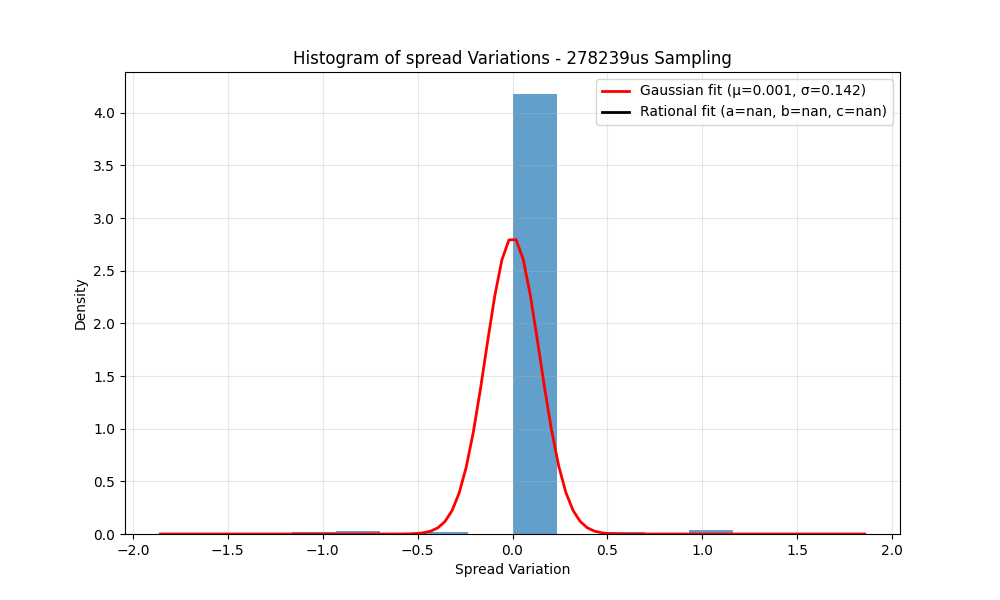 Histogram of spread Variations - 278239us Sampling
Gaussian fit (μ=0.001, σ=0.142)
Rational fit (a=nan, b=nan, c=nan)
4.0
3.5
3.0
2.5
2.0
1.5
1.0
0.5
0.0
Density
−2.0 −1.5 −1.0 −0.5 0.0 0.5 1.0 1.5 2.0
Spread Variation